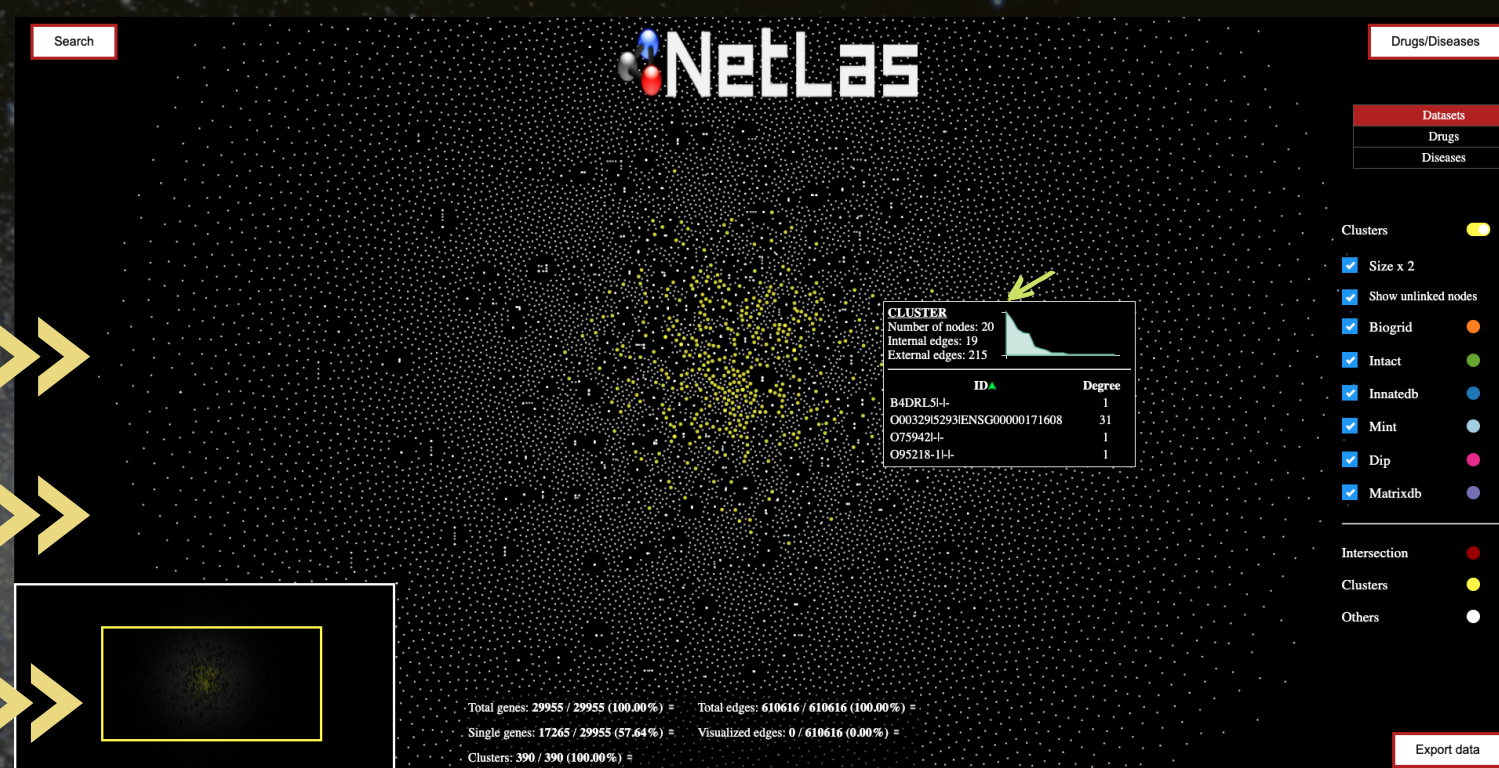 Search
NetLas
Drugs/Diseases
Datasets
Drugs
Diseases
Clusters
Size x 2
Show unlinked nodes
Biogrid
Intact
Innatedb
Mint
Dip
Matrixdb
Intersection
Clusters
Others
CLUSTER
Number of nodes: 20
Internal edges: 19
External edges: 215
ID Degree
B4DRL5|-|- 1
O00329|5293|ENSG00000171608 31
O75942|-|- 1
O95218-1|-|- 1
Total genes: 29955 / 29955 (100.00%) = Total edges: 610616 / 610616 (100.00%) =
Single genes: 17265 / 29955 (57.64%) = Visualized edges: 0 / 610616 (0.00%) =
Clusters: 390 / 390 (100.00%) =
Export data